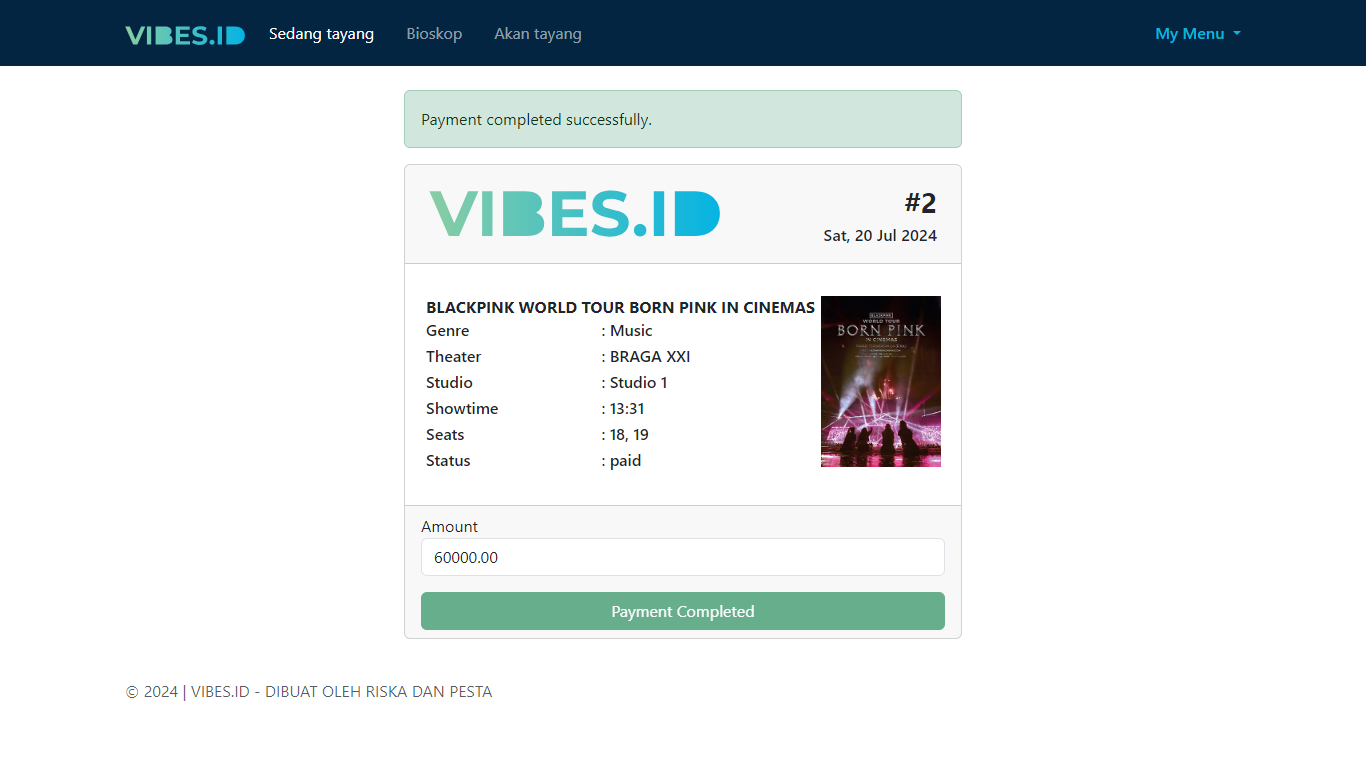 VIBES.ID Sedang tayang Bioskop Akan tayang My Menu
Payment completed successfully.
VIBES.ID
#2
Sat, 20 Jul 2024
BLACKPINK WORLD TOUR BORN PINK IN CINEMAS
Genre : Music
Theater : BRAGA XXI
Studio : Studio 1
Showtime : 13:31
Seats : 18, 19
Status : paid
BLACKPINK
WORLD TOUR
BORN PINK
IN CINEMAS
Amount
60000.00
Payment Completed
© 2024 | VIBES.ID - DIBUAT OLEH RISKA DAN PESTA